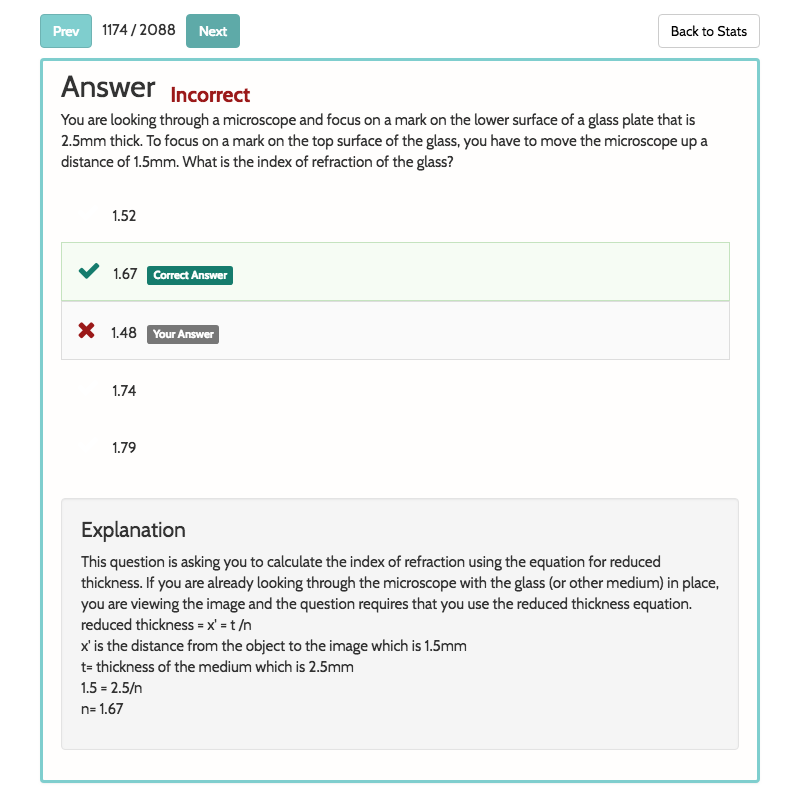 Prev 1174 / 2088 Next Back to Stats
Answer Incorrect
You are looking through a microscope and focus on a mark on the lower surface of a glass plate that is
2.5mm thick. To focus on a mark on the top surface of the glass, you have to move the microscope up a
distance of 1.5mm. What is the index of refraction of the glass?
1.52
1.67 Correct Answer
1.48 Your Answer
1.74
1.79
Explanation
This question is asking you to calculate the index of refraction using the equation for reduced
thickness. If you are already looking through the microscope with the glass (or other medium) in place,
you are viewing the image and the question requires that you use the reduced thickness equation.
reduced thickness = x' = t /n
x' is the distance from the object to the image which is 1.5mm
t= thickness of the medium which is 2.5mm
1.5 = 2.5/n
n= 1.67